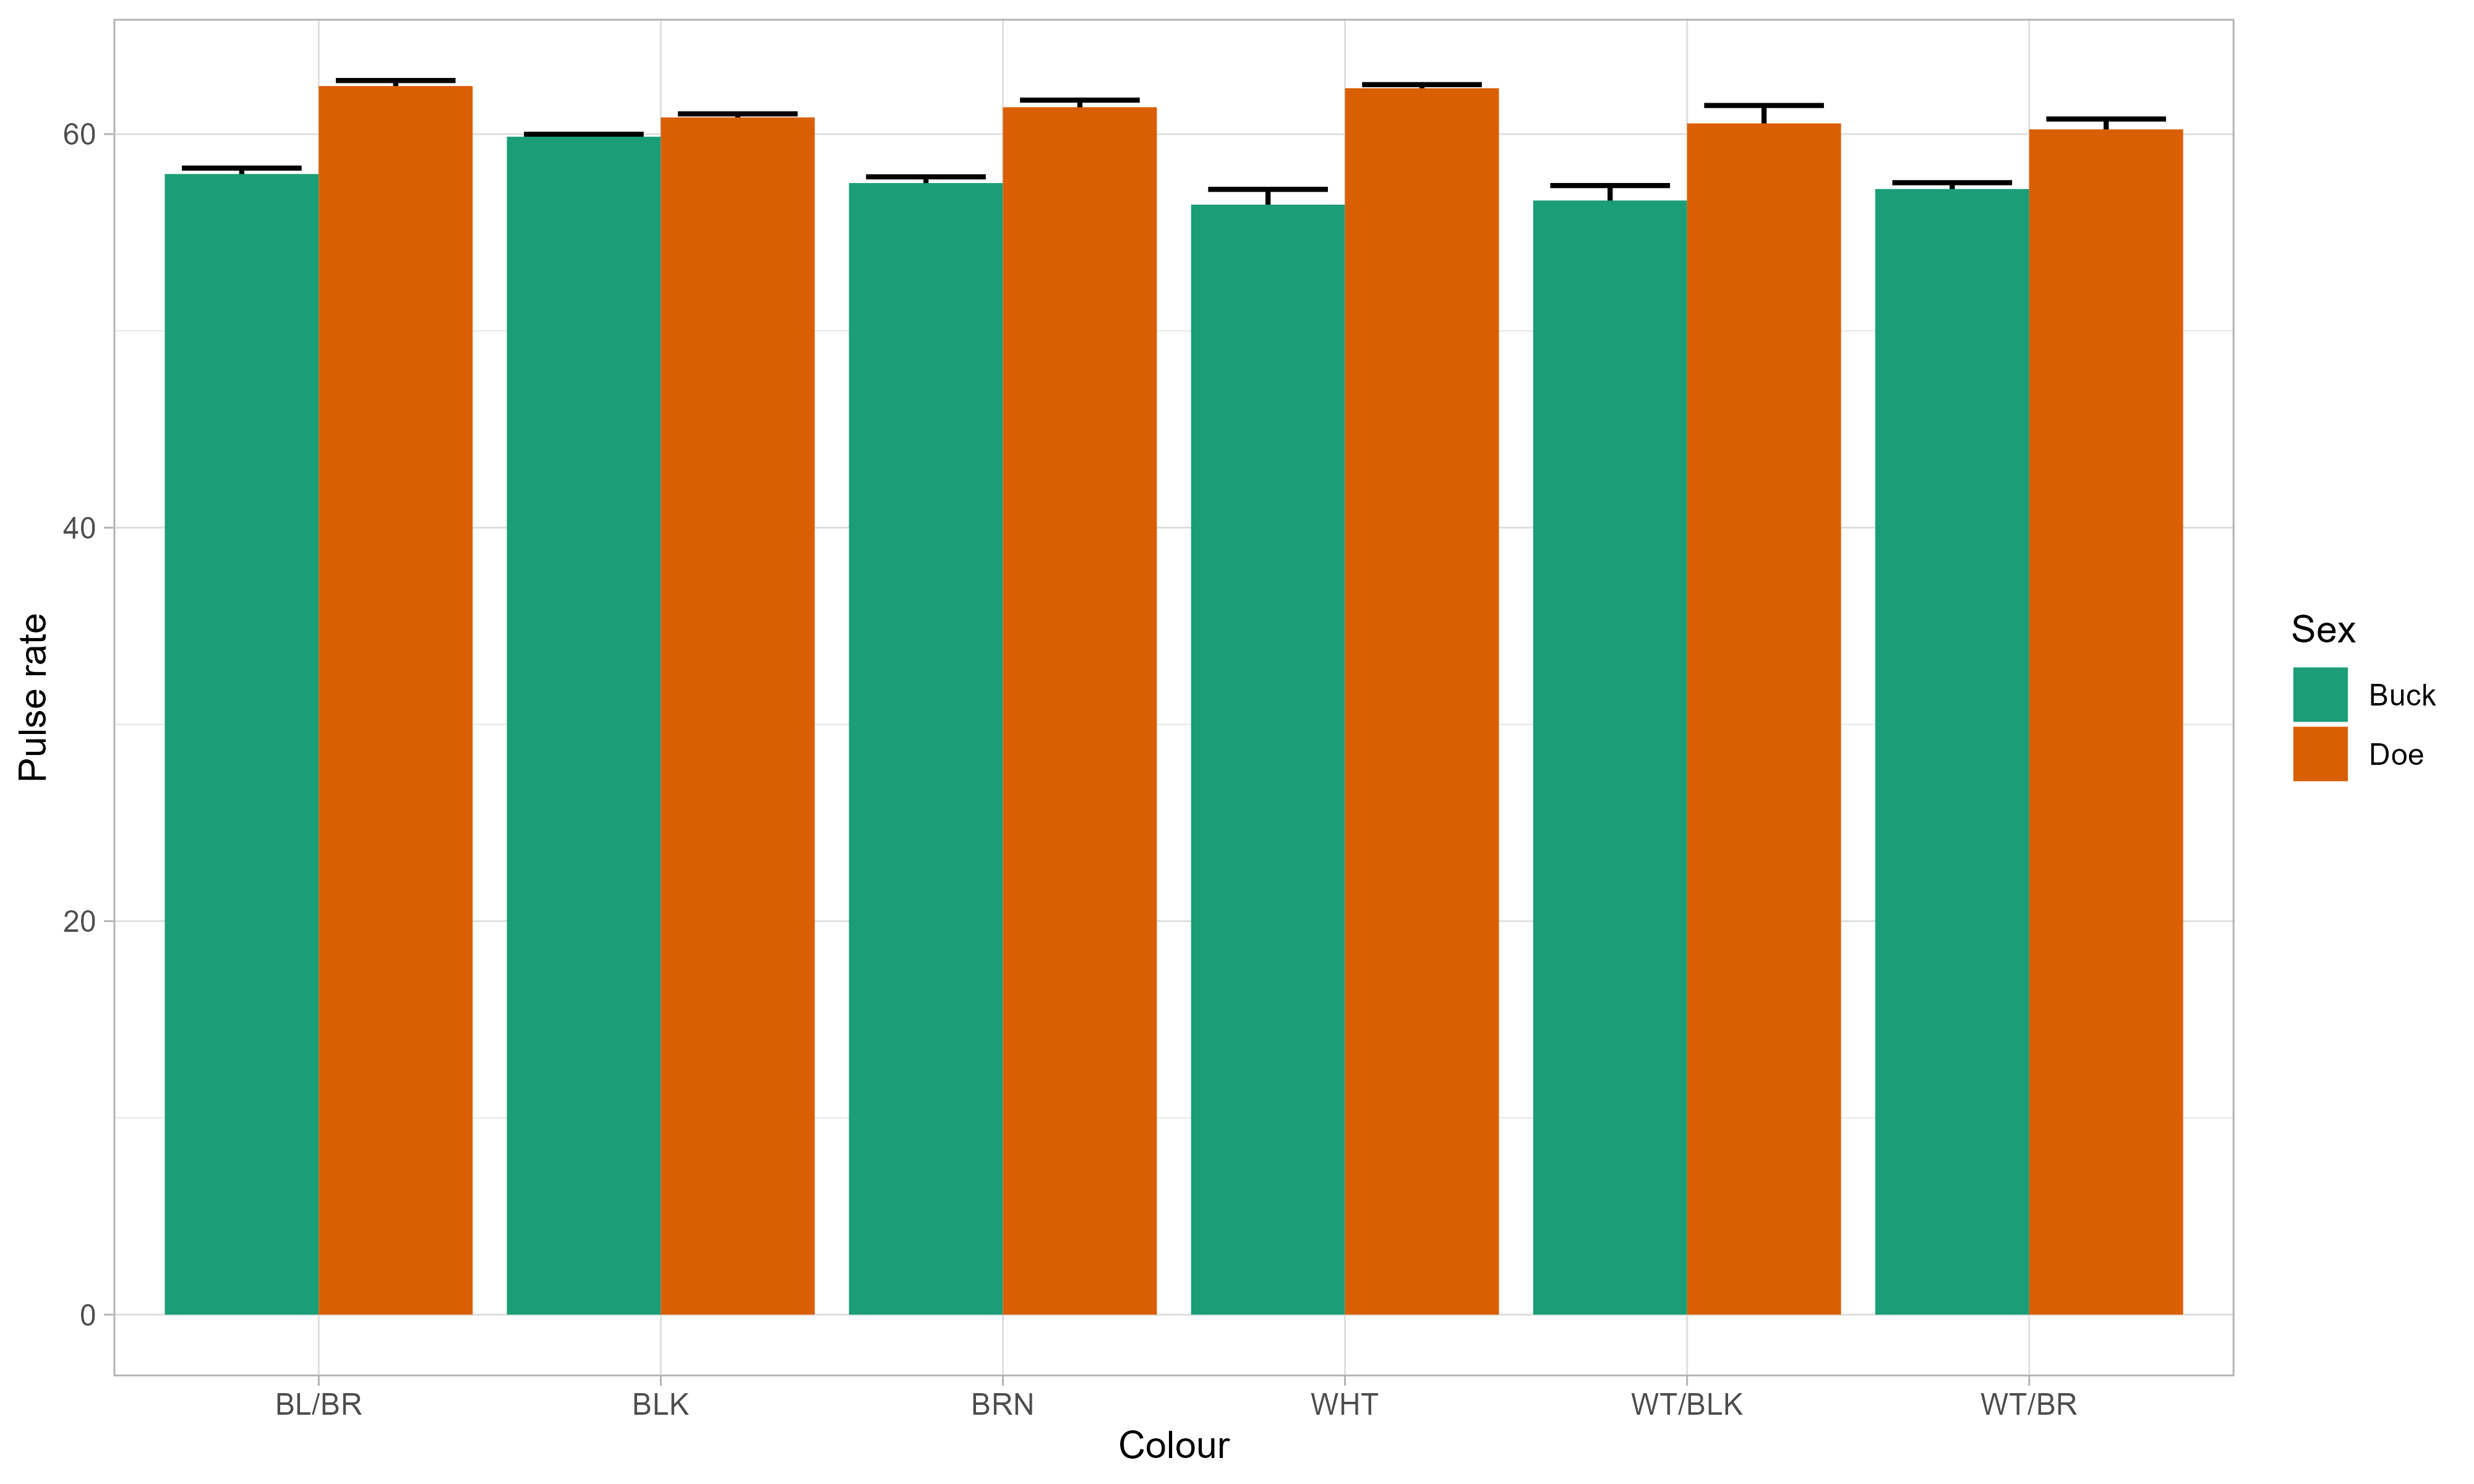 Pulse rate
60
40
20
0
BL/BR BLK BRN WHT WT/BLK WT/BR
Colour
Sex
Buck
Doe